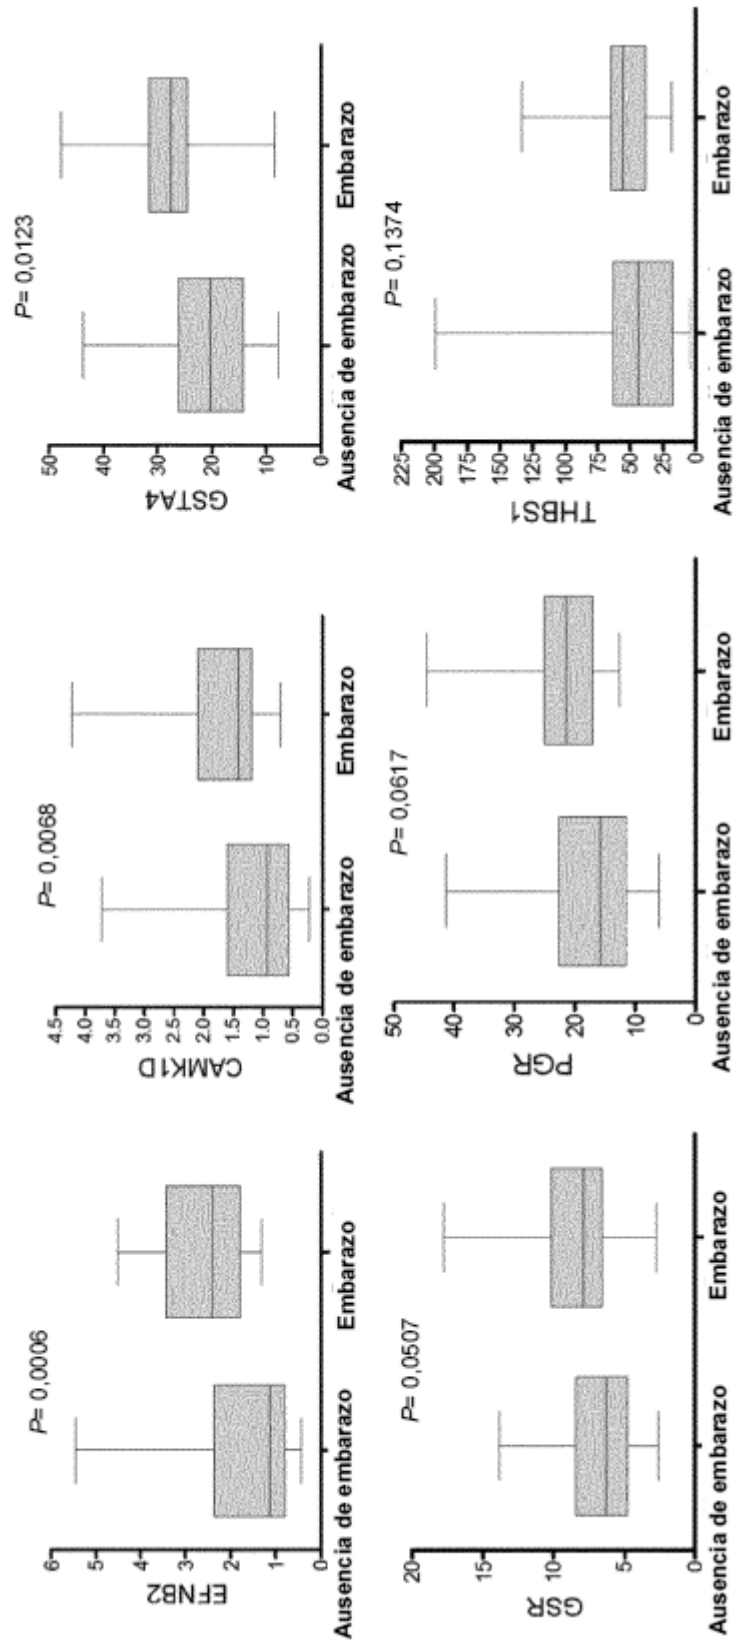 P= 0,0006
EFNB2
6
5
4
3
2
1
0
Ausencia de embarazo
Embarazo
P= 0,0068
CAMK1D
4.5
4.0
3.5
3.0
2.5
2.0
1.5
1.0
0.5
0.0
Ausencia de embarazo
Embarazo
P= 0,0123
GSTA4
50
40
30
20
10
0
Ausencia de embarazo
Embarazo
P= 0,0507
GSR
20
15
10
5
0
Ausencia de embarazo
Embarazo
P= 0,0617
PGR
50
40
30
20
10
0
Ausencia de embarazo
Embarazo
P= 0,1374
THBS1
225
200
175
150
125
100
75
50
25
0
Ausencia de embarazo
Embarazo